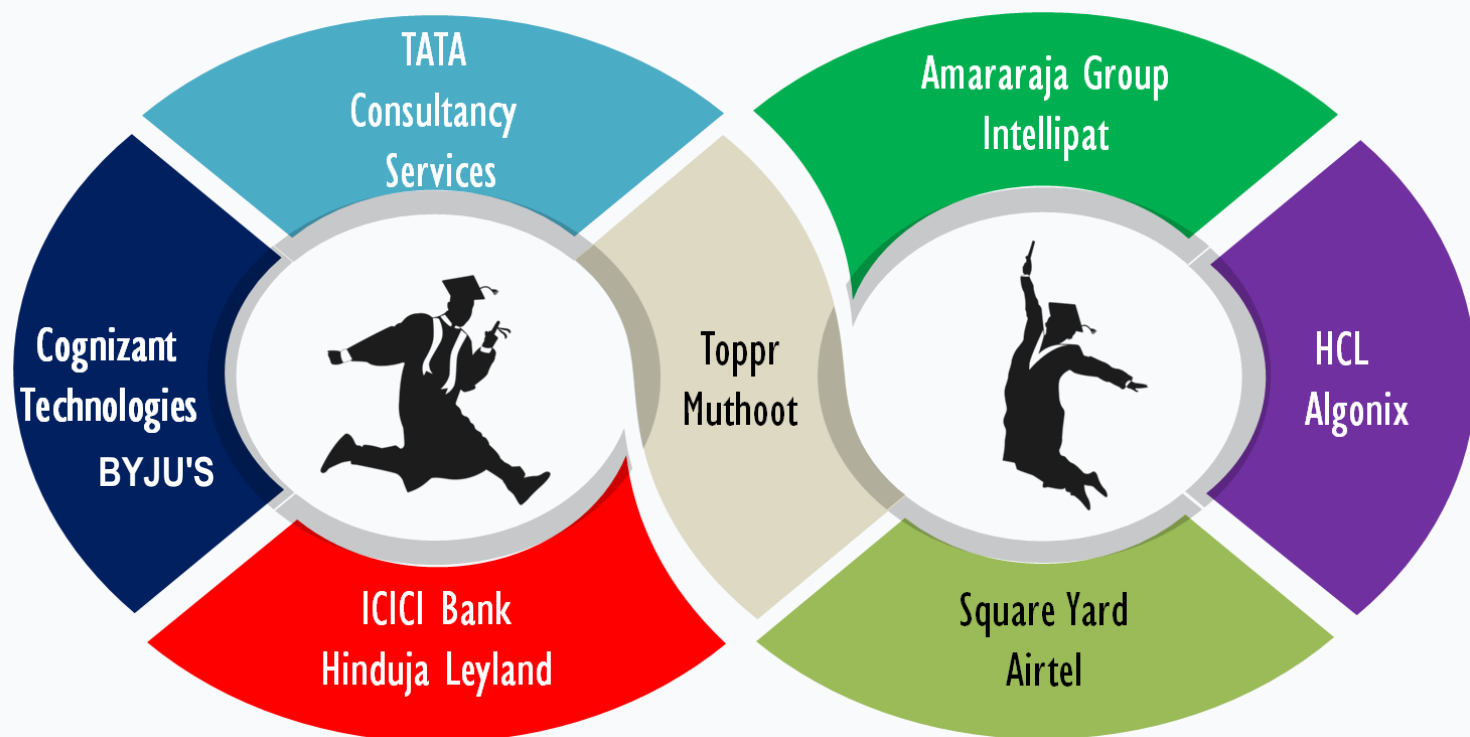 TATA
Consultancy
Services
Amararaja Group
Intellipat
Cognizant
Technologies
BYJU'S
Toppr
Muthoot
HCL
Algonix
ICICI Bank
Hinduja Leyland
Square Yard
Airtel